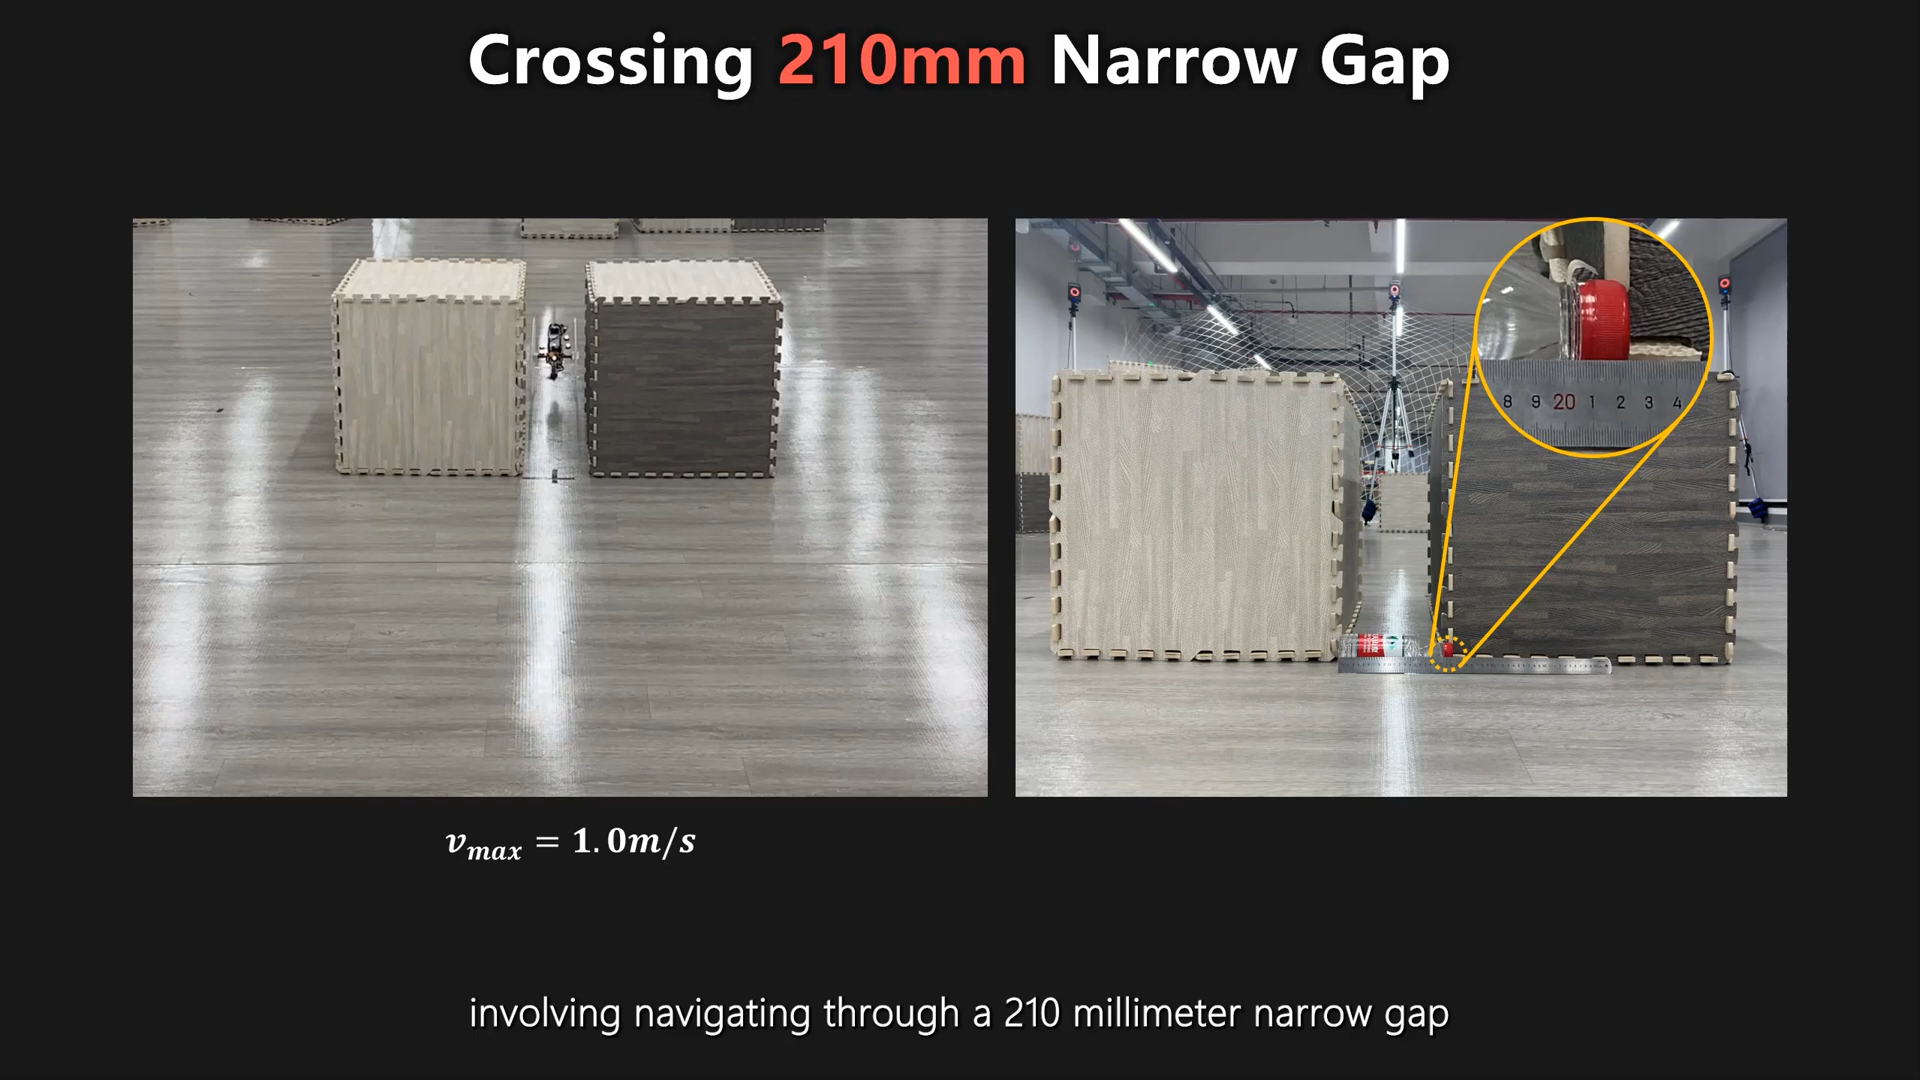 Crossing 210mm Narrow Gap
8 9 20 1 2 3 4
v_max = 1.0m/s
involving navigating through a 210 millimeter narrow gap